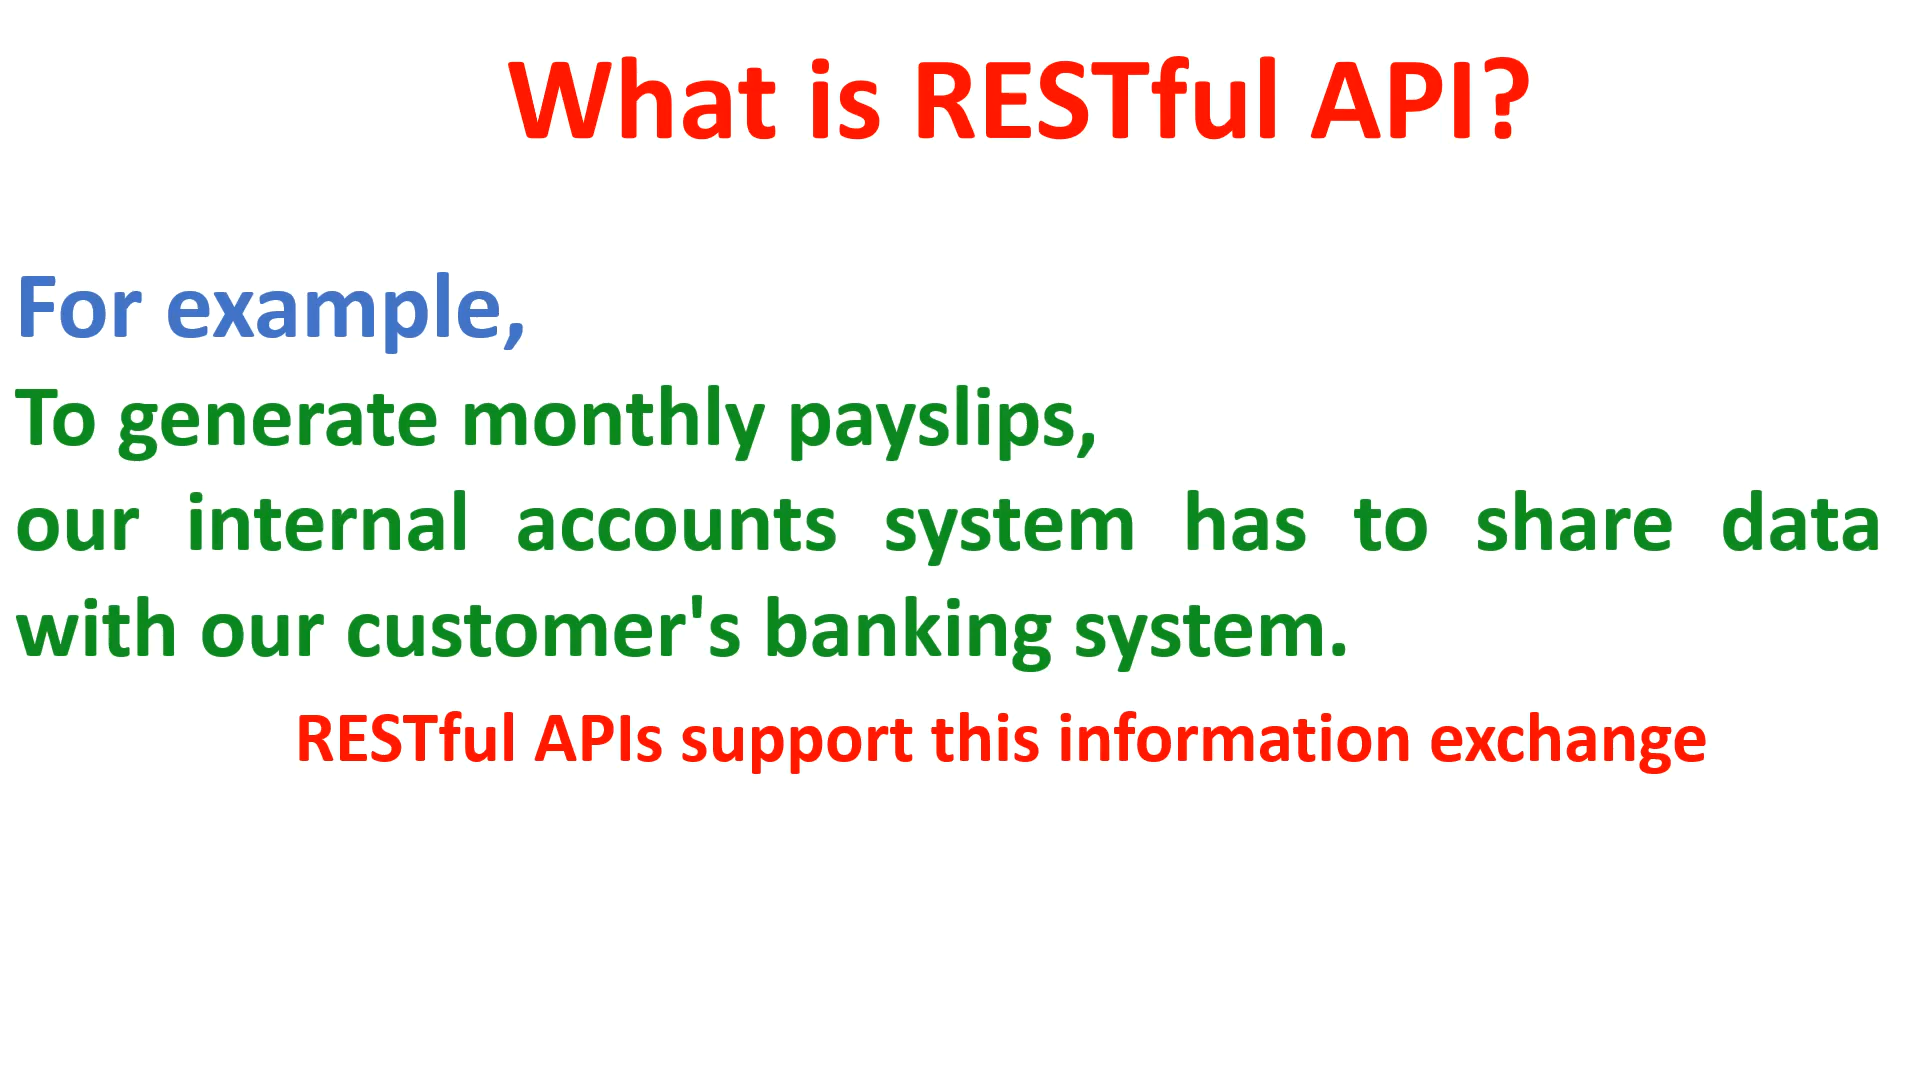 What is RESTful API?
For example,
To generate monthly payslips,
our internal accounts system has to share data
with our customer's banking system.
RESTful APIs support this information exchange